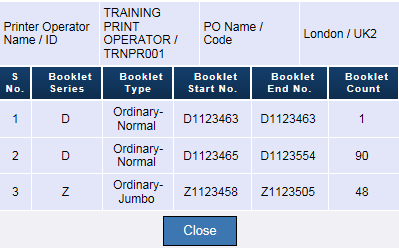 Printer Operator Name / ID TRAINING PRINT OPERATOR / TRNPR001 PO Name / Code London / UK2
S No. Booklet Series Booklet Type Booklet Start No. Booklet End No. Booklet Count
1 D Ordinary-Normal D1123463 D1123463 1
2 D Ordinary-Normal D1123465 D1123554 90
3 Z Ordinary-Jumbo Z1123458 Z1123505 48
Close